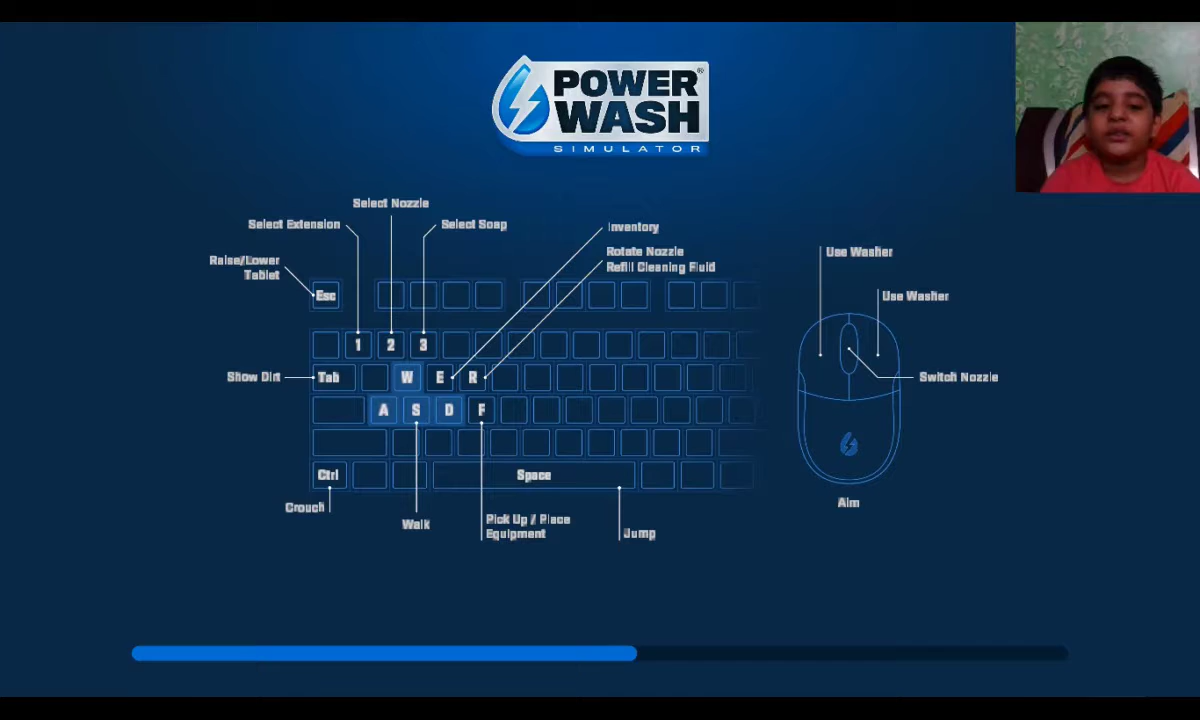 POWER®
WASH
SIMULATOR
Select Nozzle
Select Extension
Select Soap
Inventory
Raise/Lower
Tablet
Rotate Nozzle
Refill Cleaning Fluid
Use Washer
Use Washer
Esc
1 2 3
Show Dirt
Tab W E R
Switch Nozzle
A S D F
Ctrl Space
Crouch
Walk
Pick Up / Place
Equipment
Jump
Aim